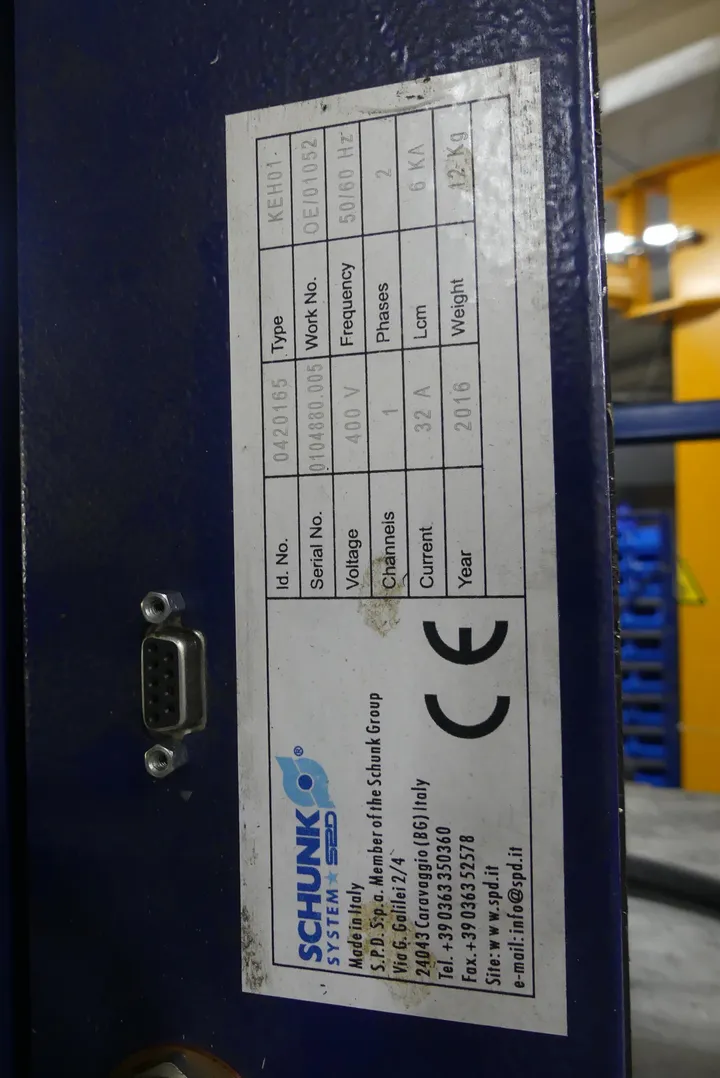 SCHUNK®
SYSTEM★SPD
Made in Italy
S.P.D. S.p.a. Member of the Schunk Group
Via G. Galilei 2/4
24043 Caravaggio (BG) Italy
Tel. +39 0363 350360
Fax. +39 0363 52578
Site: www.spd.it
e-mail: info@spd.it
CE
Id. No. 0420165 Type KEH01-
Serial No. 0104880.005 Work No. OE/01052
Voltage 400 V Frequency 50/60 Hz
Channels 1 Phases 2
Current 32 A Lcm 6 KA
Year 2016 Weight 12 Kg